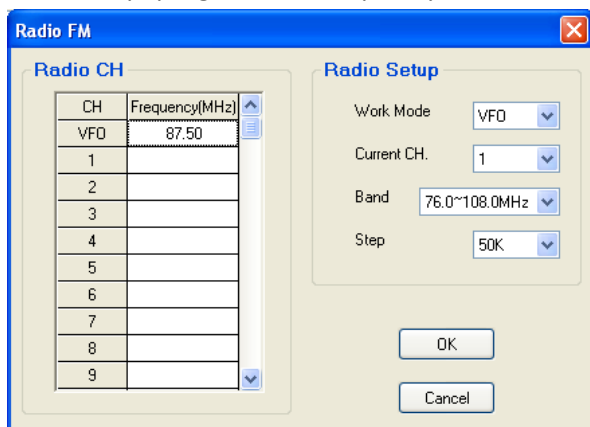 Radio FM
Radio CH
CH Frequency(MHz)
VFO 87.50
1
2
3
4
5
6
7
8
9
Radio Setup
Work Mode VFO
Current CH. 1
Band 76.0~108.0MHz
Step 50K
OK
Cancel